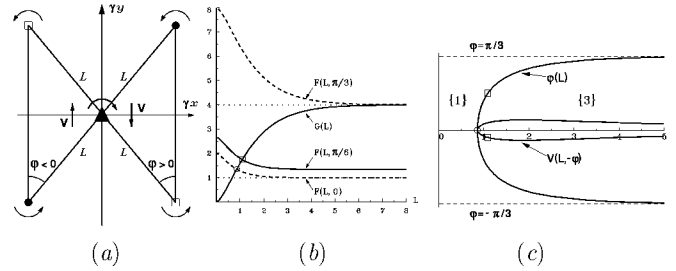 γy
L
L
γx
V
V
L
L
φ < 0
φ > 0
(a)
8
7
6
5
4
3
2
1
0
F(L, π/3)
G(L)
F(L, π/6)
F(L, 0)
L
1 2 3 4 5 6 7 8
(b)
φ=π/3
φ(L)
{1}
{3}
V(L,-φ)
0 1 2 3 4 5 6
φ=-π/3
(c)